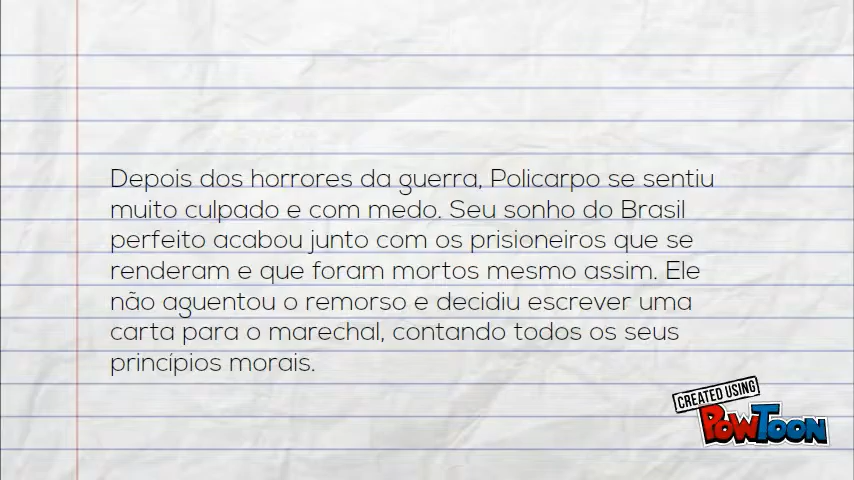 Depois dos horrores da guerra, Policarpo se sentiu
muito culpado e com medo. Seu sonho do Brasil
perfeito acabou junto com os prisioneiros que se
renderam e que foram mortos mesmo assim. Ele
não aguentou o remorso e decidiu escrever uma
carta para o marechal, contando todos os seus
princípios morais.
CREATED USING
POWTOON